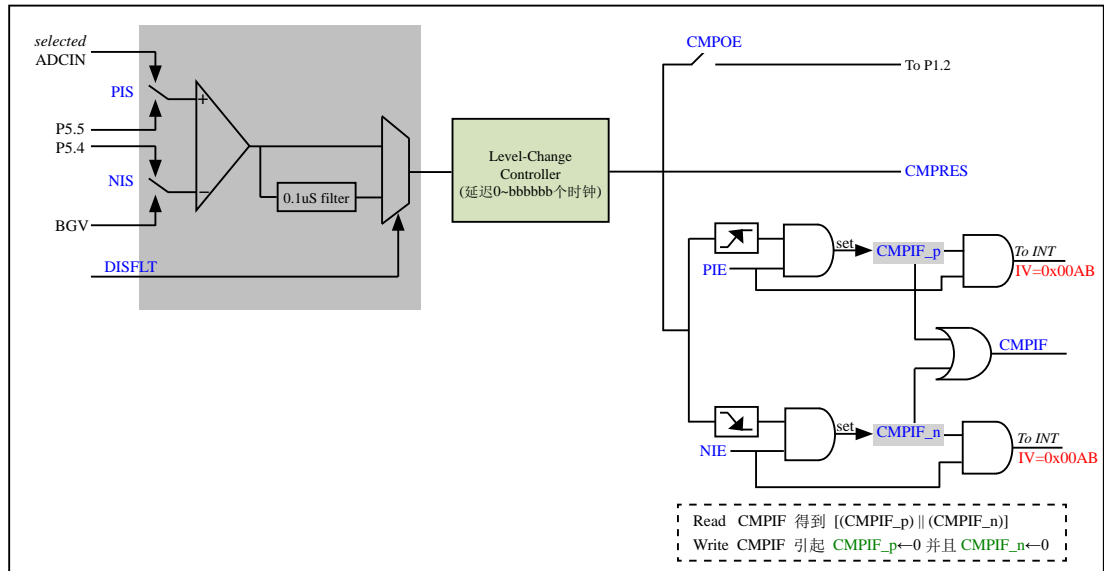 selected
ADCIN
PIS
P5.5
P5.4
NIS
BGV
DISFLT
+
−
0.1uS filter
Level-Change
Controller
(延迟0~bbbbbb个时钟)
CMPOE
To P1.2
CMPRES
PIE
set
CMPIF_p
To INT
IV=0x00AB
CMPIF
NIE
set
CMPIF_n
To INT
IV=0x00AB
Read CMPIF 得到 [(CMPIF_p) || (CMPIF_n)]
Write CMPIF 引起 CMPIF_p←0 并且 CMPIF_n←0